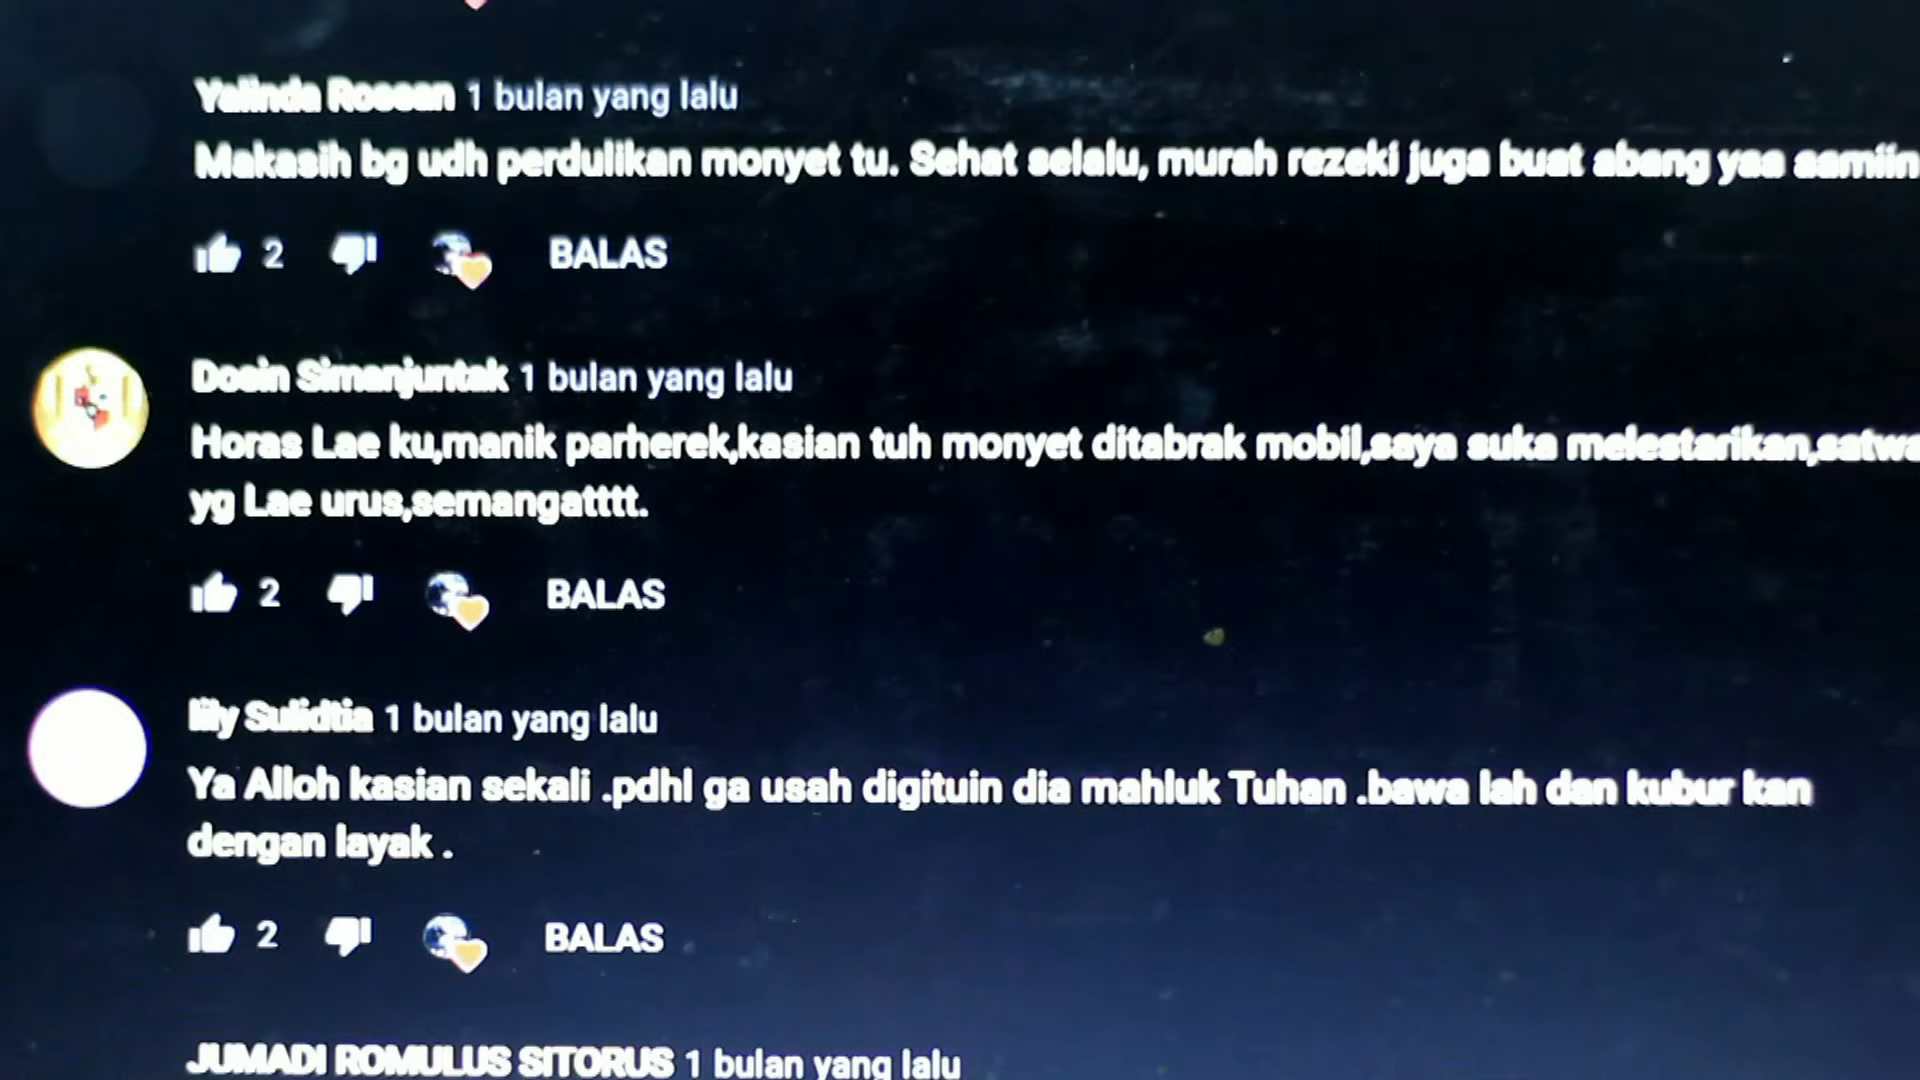 Yalinda Rossan 1 bulan yang lalu
Makasih bg udh perdulikan monyet tu. Sehat selalu, murah rezeki juga buat abang yaa aamiin
2 BALAS
Dosin Simanjuntak 1 bulan yang lalu
Horas Lae ku,manik parherek,kasian tuh monyet ditabrak mobil,saya suka melestarikan,satwa
yg Lae urus,semangatttt.
2 BALAS
lily Sulidtia 1 bulan yang lalu
Ya Alloh kasian sekali .pdhl ga usah digituin dia mahluk Tuhan .bawa lah dan kubur kan
dengan layak .
2 BALAS
JUMADI ROMULUS SITORUS 1 bulan yang lalu